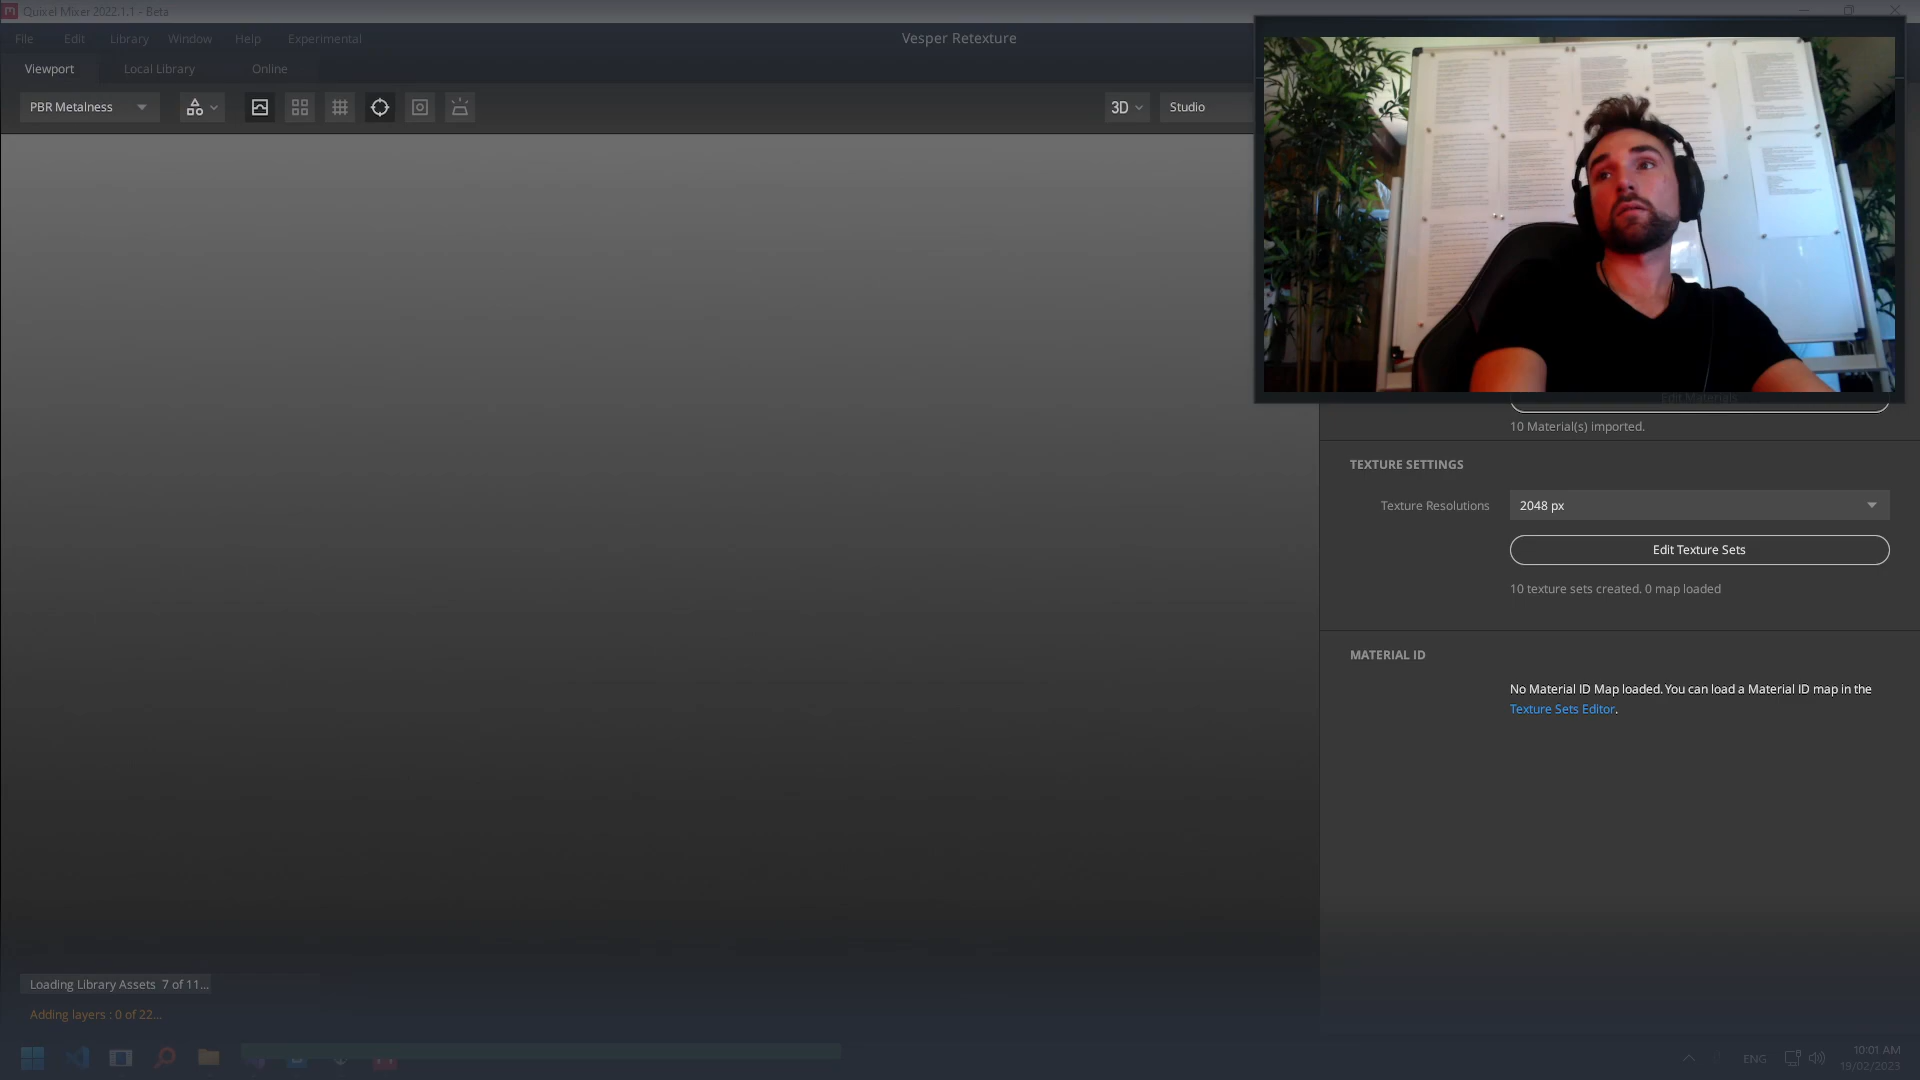 Quixel Mixer 2022.1.1 - Beta
File Edit Library Window Help Experimental
Vesper Retexture
Viewport Local Library Online
PBR Metalness
3D Studio
Edit Materials
10 Material(s) imported.
TEXTURE SETTINGS
Texture Resolutions 2048 px
Edit Texture Sets
10 texture sets created. 0 map loaded
MATERIAL ID
No Material ID Map loaded. You can load a Material ID map in the
Texture Sets Editor.
Loading Library Assets 7 of 11...
Adding layers : 0 of 22...
ENG
10:01 AM
19/02/2023